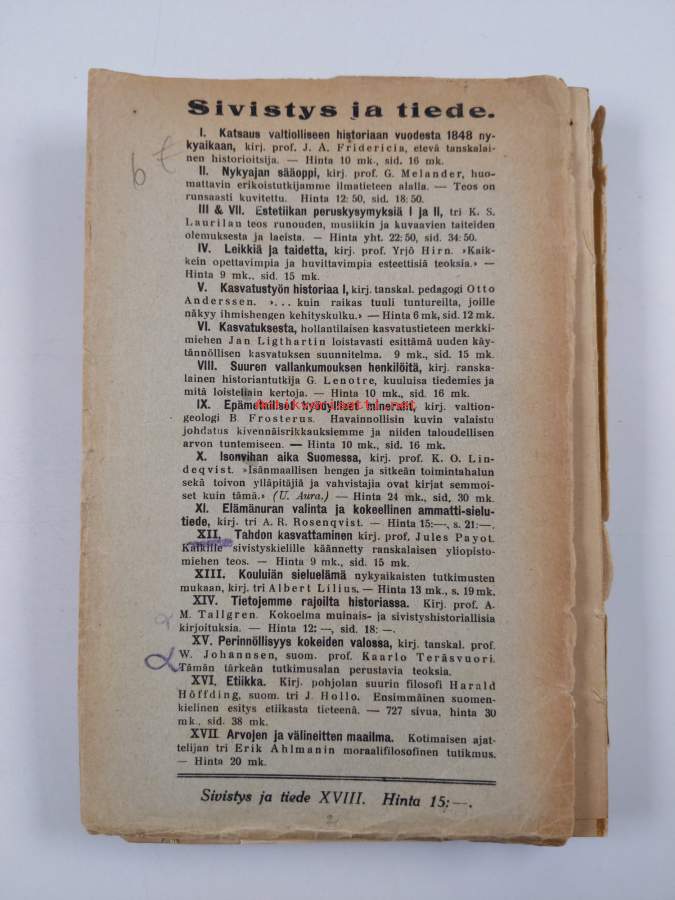 Sivistys ja tiede.
I. Katsaus valtiolliseen historiaan vuodesta 1848 ny-
kyaikaan, kirj. prof. J. A. Fridericia, etevä tanskalai-
nen historioitsija. — Hinta 10 mk., sid. 16 mk.
II. Nykyajan sääoppi, kirj. prof. G. Melander, huo-
mattavin erikoistutkijamme ilmatieteen alalla. — Teos on
runsaasti kuvitettu. Hinta 12: 50, sid. 18: 50.
III & VII. Estetiikan peruskysymyksiä I ja II, tri K. S.
Laurilan teos runouden, musiikin ja kuvaavien taiteiden
olemuksesta ja laeista. — Hinta yht. 22: 50, sid. 34: 50.
IV. Leikkiä ja taidetta, kirj. prof. Yrjö Hirn. »Kaik-
kein opettavimpia ja huvittavimpia esteettisiä teoksia.» —
Hinta 9 mk., sid. 15 mk.
V. Kasvatustyön historiaa I, kirj. tanskal. pedagogi Otto
Anderssen. »... kuin raikas tuuli tuntureilta, joille
näkyy ihmishengen kehityskulku.» — Hinta 6 mk, sid. 12 mk.
VI. Kasvatuksesta, hollantilaisen kasvatustieteen merkki-
miehen Jan Ligthartin loistavasti esittämä uuden käy-
tännöllisen kasvatuksen suunnitelma. 9 mk., sid. 15 mk.
VIII. Suuren vallankumouksen henkilöitä, kirj. ranska-
lainen historiantutkija G. Lenotre, kuuluisa tiedemies ja
mitä loistellain kertoja. — Hinta 10 mk., sid. 16 mk.
IX. Epämetalliset hyödylliset mineralit, kirj. valtion-
geologi B. Frosterus. Havainnollisin kuvin valaistu
johdatus kivennäisrikkauksiemme ja niiden taloudellisen
arvon tuntemiseen. — Hinta 10 mk., sid. 16 mk.
X. Isonvihan aika Suomessa, kirj. prof. K. O. Lin-
deqvist. »Isänmaallisen hengen ja sitkeän toimintahalun
sekä toivon ylläpitäjiä ja vahvistajia ovat kirjat semmoi-
set kuin tämä.» (U. Aura.) — Hinta 24 mk., sid. 30 mk.
XI. Elämänuran valinta ja kokeellinen ammatti-sielu-
tiede, kirj. tri A. R. Rosenqvist. — Hinta 15:—, s. 21:—.
XII. Tahdon kasvattaminen kirj. prof, Jules Payot.
Kaikille sivistyskielille käännetty ranskalaisen yliopisto-
miehen teos. — Hinta 9 mk., sid. 15 mk.
XIII. Kouluiän sieluelämä nykyaikaisten tutkimusten
mukaan, kirj. tri Albert Lilius. — Hinta 13 mk., s. 19 mk.
XIV. Tietojemme rajoilta historiassa. Kirj. prof. A.
M. Tallgren. Kokoelma muinais- ja sivistyshistoriallisia
kirjoituksia. — Hinta 12: —, sid. 18: —.
XV. Perinnöllisyys kokeiden valossa, kirj. tanskal. prof.
W. Johannsen, suom. prof. Kaarlo Teräsvuori.
Tämän tärkeän tutkimusalan perustavia teoksia.
XVI. Etiikka. Kirj. pohjolan suurin filosofi Harald
Höffding, suom. tri J. Hollo. Ensimmäinen suomen-
kielinen esitys etiikasta tieteenä. — 727 sivua, hinta 30
mk., sid. 38 mk.
XVII. Arvojen ja välineitten maailma. Kotimaisen ajat-
telijan tri Erik Ahlmanin moraalifilosofinen tutikmus.
— Hinta 20 mk.
Sivistys ja tiede XVIII. Hinta 15: —.